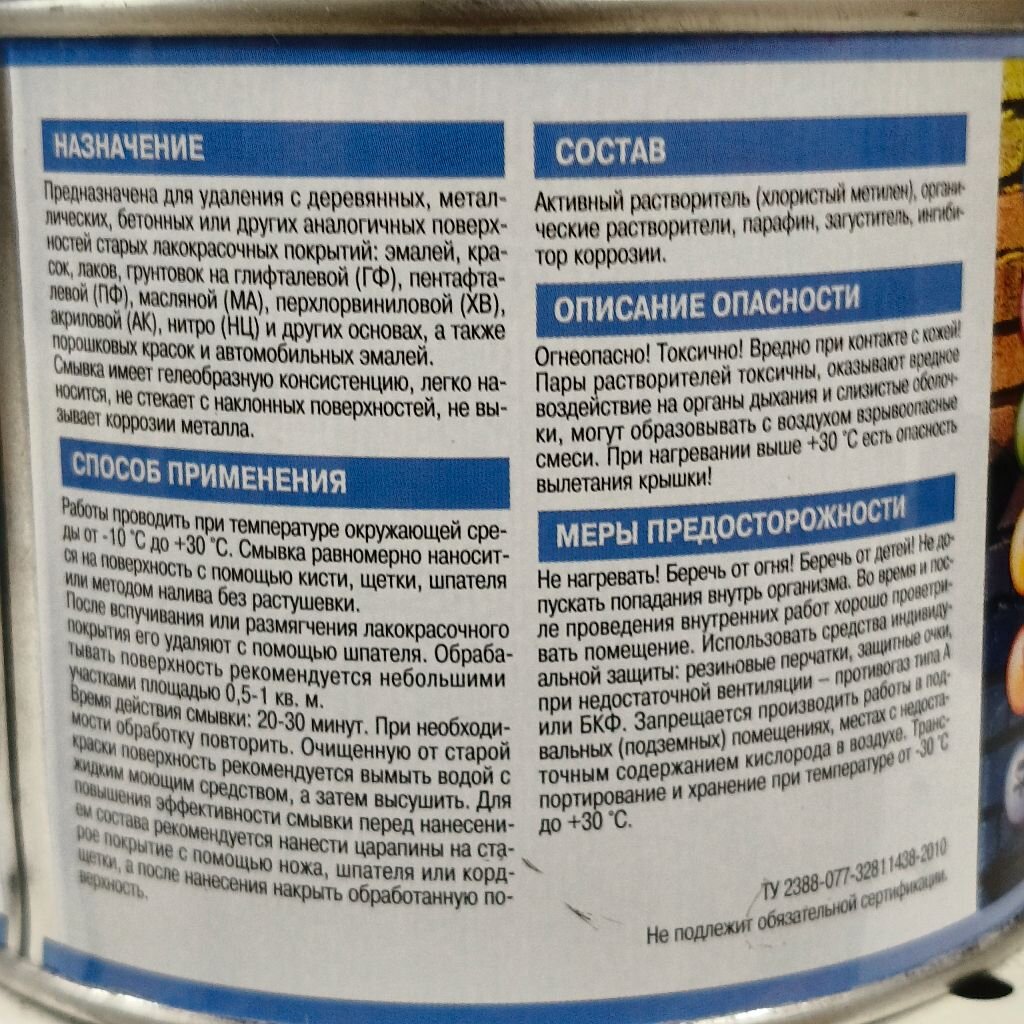 НАЗНАЧЕНИЕ
Предназначена для удаления с деревянных, метал-
лических, бетонных или других аналогичных поверх-
ностей старых лакокрасочных покрытий: эмалей, кра-
сок, лаков, грунтовок на глифталевой (ГФ), пентафта-
левой (ПФ), масляной (МА), перхлорвиниловой (ХВ),
акриловой (АК), нитро (НЦ) и других основах, а также
порошковых красок и автомобильных эмалей.
Смывка имеет гелеобразную консистенцию, легко на-
носится, не стекает с наклонных поверхностей, не вы-
зывает коррозии металла.
СПОСОБ ПРИМЕНЕНИЯ
Работы проводить при температуре окружающей сре-
ды от -10 °С до +30 °С. Смывка равномерно наносит-
ся на поверхность с помощью кисти, щетки, шпателя
или методом налива без растушевки.
После вспучивания или размягчения лакокрасочного
покрытия его удаляют с помощью шпателя. Обраба-
тывать поверхность рекомендуется небольшими
участками площадью 0,5-1 кв. м.
Время действия смывки: 20-30 минут. При необходи-
мости обработку повторить. Очищенную от старой
краски поверхность рекомендуется вымыть водой с
жидким моющим средством, а затем высушить. Для
повышения эффективности смывки перед нанесени-
ем состава рекомендуется нанести царапины на ста-
рое покрытие с помощью ножа, шпателя или корд-
щетки, а после нанесения накрыть обработанную по-
верхность.
СОСТАВ
Активный растворитель (хлористый метилен), органи-
ческие растворители, парафин, загуститель, ингиби-
тор коррозии.
ОПИСАНИЕ ОПАСНОСТИ
Огнеопасно! Токсично! Вредно при контакте с кожей!
Пары растворителей токсичны, оказывают вредное
воздействие на органы дыхания и слизистые оболоч-
ки, могут образовывать с воздухом взрывоопасные
смеси. При нагревании выше +30 °С есть опасность
вылетания крышки!
МЕРЫ ПРЕДОСТОРОЖНОСТИ
Не нагревать! Беречь от огня! Беречь от детей! Не до-
пускать попадания внутрь организма. Во время и пос-
ле проведения внутренних работ хорошо проветри-
вать помещение. Использовать средства индивиду-
альной защиты: резиновые перчатки, защитные очки,
при недостаточной вентиляции – противогаз типа А
или БКФ. Запрещается производить работы в под-
вальных (подземных) помещениях, местах с недоста-
точным содержанием кислорода в воздухе. Транс-
портирование и хранение при температуре от -30 °С
до +30 °С.
ТУ 2388-077-32811438-2010
Не подлежит обязательной сертификации.